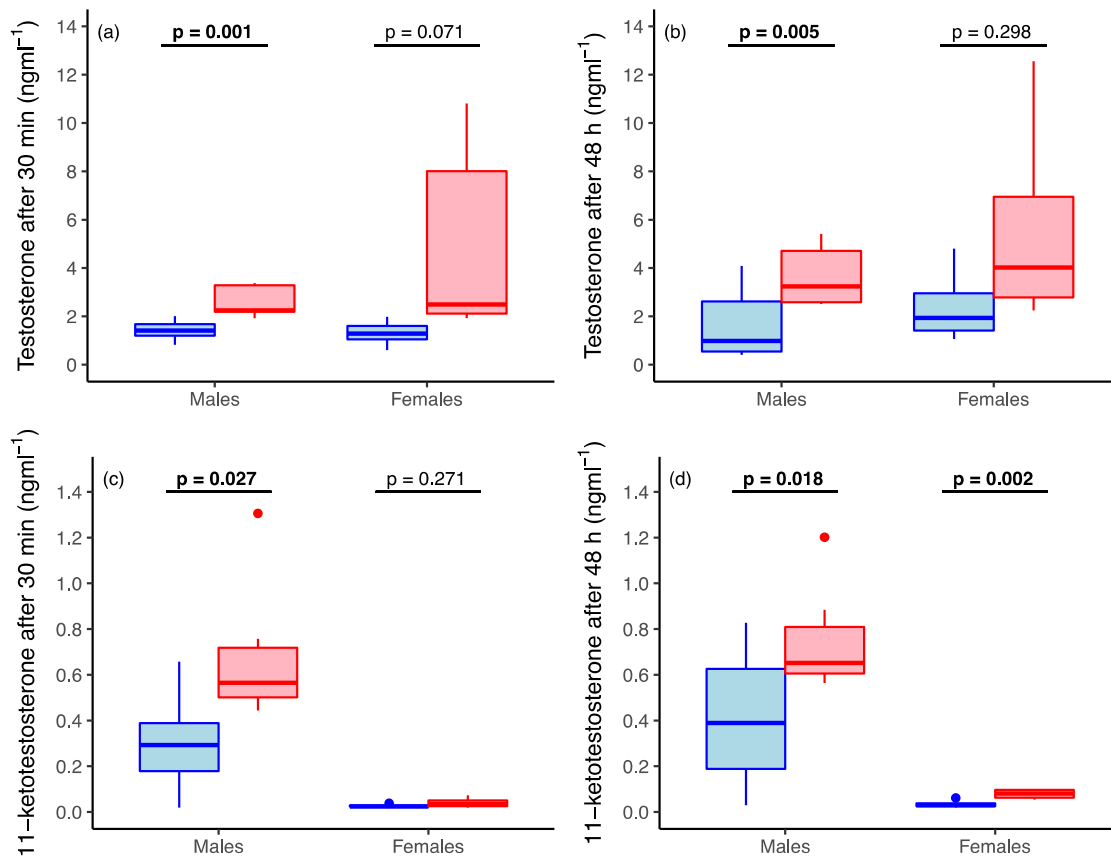 Testosterone after 30 min (ngml⁻¹)
14
12
10
8
6
4
2
0
(a)
p = 0.001
p = 0.071
Males
Females
Testosterone after 48 h (ngml⁻¹)
14
12
10
8
6
4
2
0
(b)
p = 0.005
p = 0.298
Males
Females
11−ketotestosterone after 30 min (ngml⁻¹)
1.4
1.2
1.0
0.8
0.6
0.4
0.2
0.0
(c)
p = 0.027
p = 0.271
Males
Females
11−ketotestosterone after 48 h (ngml⁻¹)
1.4
1.2
1.0
0.8
0.6
0.4
0.2
0.0
(d)
p = 0.018
p = 0.002
Males
Females